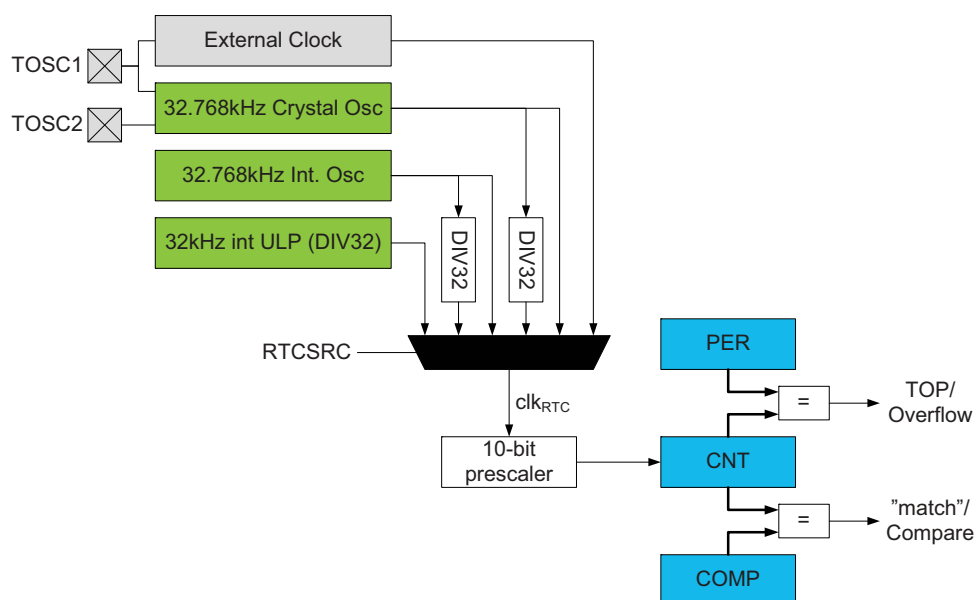 External Clock
TOSC1
32.768kHz Crystal Osc
TOSC2
32.768kHz Int. Osc
32kHz int ULP (DIV32)
DIV32
DIV32
RTCSRC
PER
clkRTC
=
TOP/
Overflow
10-bit
prescaler
CNT
=
”match”/
Compare
COMP